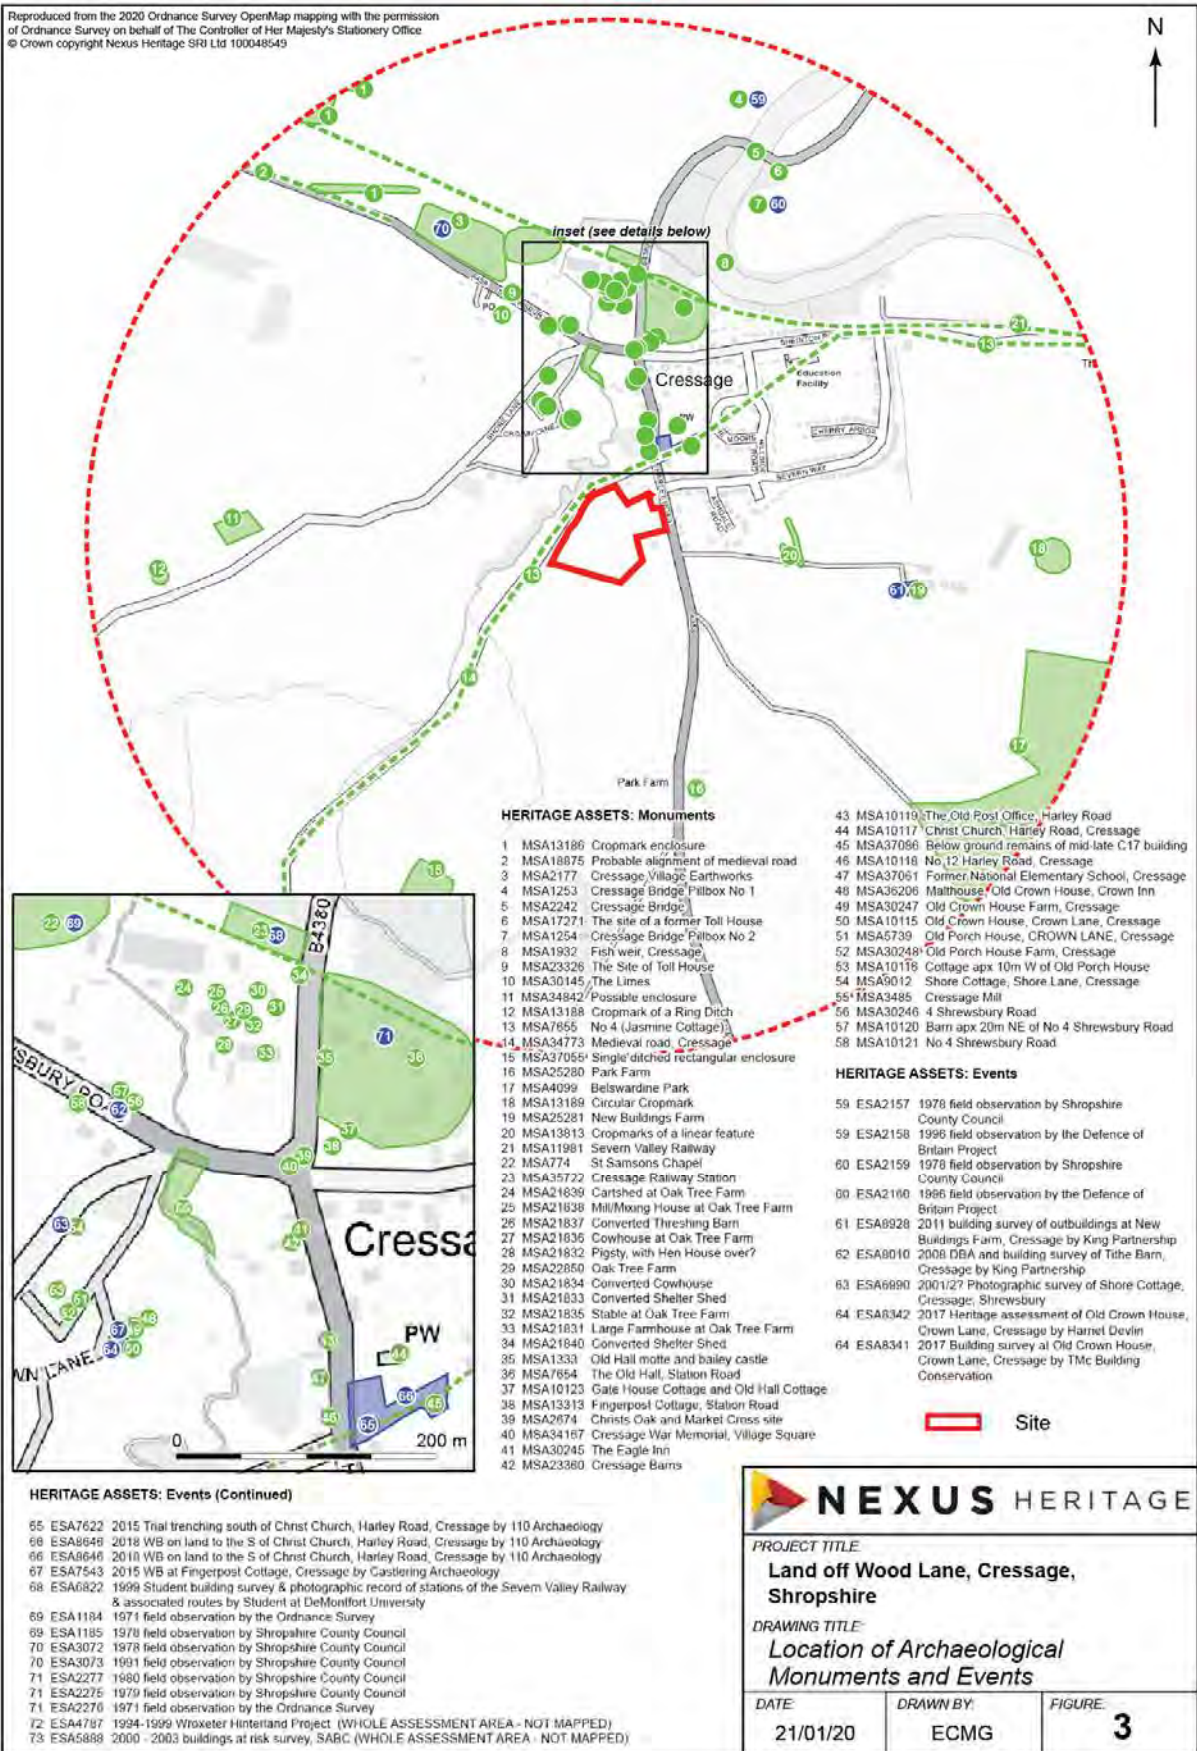 Reproduced from the 2020 Ordnance Survey OpenMap mapping with the permission
of Ordnance Survey on behalf of The Controller of Her Majesty's Stationery Office
© Crown copyright Nexus Heritage SRI Ltd 100048549
N
inset (see details below)
Cressage
Education
Facility
PW
SHEINTON
SHORE LANE
CROWN LANE
MOORS
CHERRY ARBOR
SEVERN WAY
Park Farm
HERITAGE ASSETS: Monuments
1 MSA13186 Cropmark enclosure
2 MSA18875 Probable alignment of medieval road
3 MSA2177 Cressage Village Earthworks
4 MSA1253 Cressage Bridge Pillbox No 1
5 MSA2242 Cressage Bridge
6 MSA17271 The site of a former Toll House
7 MSA1254 Cressage Bridge Pillbox No 2
8 MSA1932 Fish weir, Cressage
9 MSA23326 The Site of Toll House
10 MSA30145 The Limes
11 MSA34842 Possible enclosure
12 MSA13188 Cropmark of a Ring Ditch
13 MSA7655 No 4 (Jasmine Cottage)
14 MSA34773 Medieval road, Cressage
15 MSA37055 Single ditched rectangular enclosure
16 MSA25280 Park Farm
17 MSA4099 Belswardine Park
18 MSA13189 Circular Cropmark
19 MSA25281 New Buildings Farm
20 MSA13813 Cropmarks of a linear feature
21 MSA11981 Severn Valley Railway
22 MSA774 St Samsons Chapel
23 MSA35722 Cressage Railway Station
24 MSA21839 Cartshed at Oak Tree Farm
25 MSA21838 Mill/Mixing House at Oak Tree Farm
26 MSA21837 Converted Threshing Barn
27 MSA21836 Cowhouse at Oak Tree Farm
28 MSA21832 Pigsty, with Hen House over?
29 MSA22850 Oak Tree Farm
30 MSA21834 Converted Cowhouse
31 MSA21833 Converted Shelter Shed
32 MSA21835 Stable at Oak Tree Farm
33 MSA21831 Large Farmhouse at Oak Tree Farm
34 MSA21840 Converted Shelter Shed
35 MSA1333 Old Hall motte and bailey castle
36 MSA7654 The Old Hall, Station Road
37 MSA10123 Gate House Cottage and Old Hall Cottage
38 MSA13313 Fingerpost Cottage, Station Road
39 MSA2674 Christs Oak and Market Cross site
40 MSA34167 Cressage War Memorial, Village Square
41 MSA30245 The Eagle Inn
42 MSA23360 Cressage Barns
43 MSA10119 The Old Post Office, Harley Road
44 MSA10117 Christ Church, Harley Road, Cressage
45 MSA37086 Below ground remains of mid-late C17 building
46 MSA10118 No 12 Harley Road, Cressage
47 MSA37061 Former National Elementary School, Cressage
48 MSA36206 Malthouse, Old Crown House, Crown Inn
49 MSA30247 Old Crown House Farm, Cressage
50 MSA10115 Old Crown House, Crown Lane, Cressage
51 MSA5739 Old Porch House, CROWN LANE, Cressage
52 MSA30248 Old Porch House Farm, Cressage
53 MSA10116 Cottage apx 10m W of Old Porch House
54 MSA9012 Shore Cottage, Shore Lane, Cressage
55 MSA3485 Cressage Mill
56 MSA30246 4 Shrewsbury Road
57 MSA10120 Barn apx 20m NE of No 4 Shrewsbury Road
58 MSA10121 No 4 Shrewsbury Road
HERITAGE ASSETS: Events
59 ESA2157 1978 field observation by Shropshire
County Council
59 ESA2158 1996 field observation by the Defence of
Britain Project
60 ESA2159 1978 field observation by Shropshire
County Council
60 ESA2160 1996 field observation by the Defence of
Britain Project
61 ESA6928 2011 building survey of outbuildings at New
Buildings Farm, Cressage by King Partnership
62 ESA8010 2008 DBA and building survey of Tithe Barn,
Cressage by King Partnership
63 ESA6990 2001/2? Photographic survey of Shore Cottage,
Cressage, Shrewsbury
64 ESA8342 2017 Heritage assessment of Old Crown House,
Crown Lane, Cressage by Harriet Devlin
64 ESA8341 2017 Building survey at Old Crown House,
Crown Lane, Cressage by TMc Building
Conservation
Site
B4380
SBURY RO
Cressa
WN LANE
PW
0 200 m
HERITAGE ASSETS: Events (Continued)
65 ESA7622 2015 Trial trenching south of Christ Church, Harley Road, Cressage by 110 Archaeology
66 ESA8646 2018 WB on land to the S of Christ Church, Harley Road, Cressage by 110 Archaeology
66 ESA8646 2018 WB on land to the S of Christ Church, Harley Road, Cressage by 110 Archaeology
67 ESA7543 2015 WB at Fingerpost Cottage, Cressage by Castlering Archaeology
68 ESA6822 1999 Student building survey & photographic record of stations of the Severn Valley Railway
& associated routes by Student at DeMontfort University
69 ESA1184 1971 field observation by the Ordnance Survey
69 ESA1185 1978 field observation by Shropshire County Council
70 ESA3072 1978 field observation by Shropshire County Council
70 ESA3073 1991 field observation by Shropshire County Council
71 ESA2277 1980 field observation by Shropshire County Council
71 ESA2275 1979 field observation by Shropshire County Council
71 ESA2276 1971 field observation by the Ordnance Survey
72 ESA4787 1994-1999 Wroxeter Hinterland Project (WHOLE ASSESSMENT AREA - NOT MAPPED)
73 ESA5888 2000 - 2003 buildings at risk survey, SABC (WHOLE ASSESSMENT AREA - NOT MAPPED)
NEXUS HERITAGE
PROJECT TITLE
Land off Wood Lane, Cressage,
Shropshire
DRAWING TITLE
Location of Archaeological
Monuments and Events
DATE: DRAWN BY: FIGURE:
21/01/20 ECMG 3